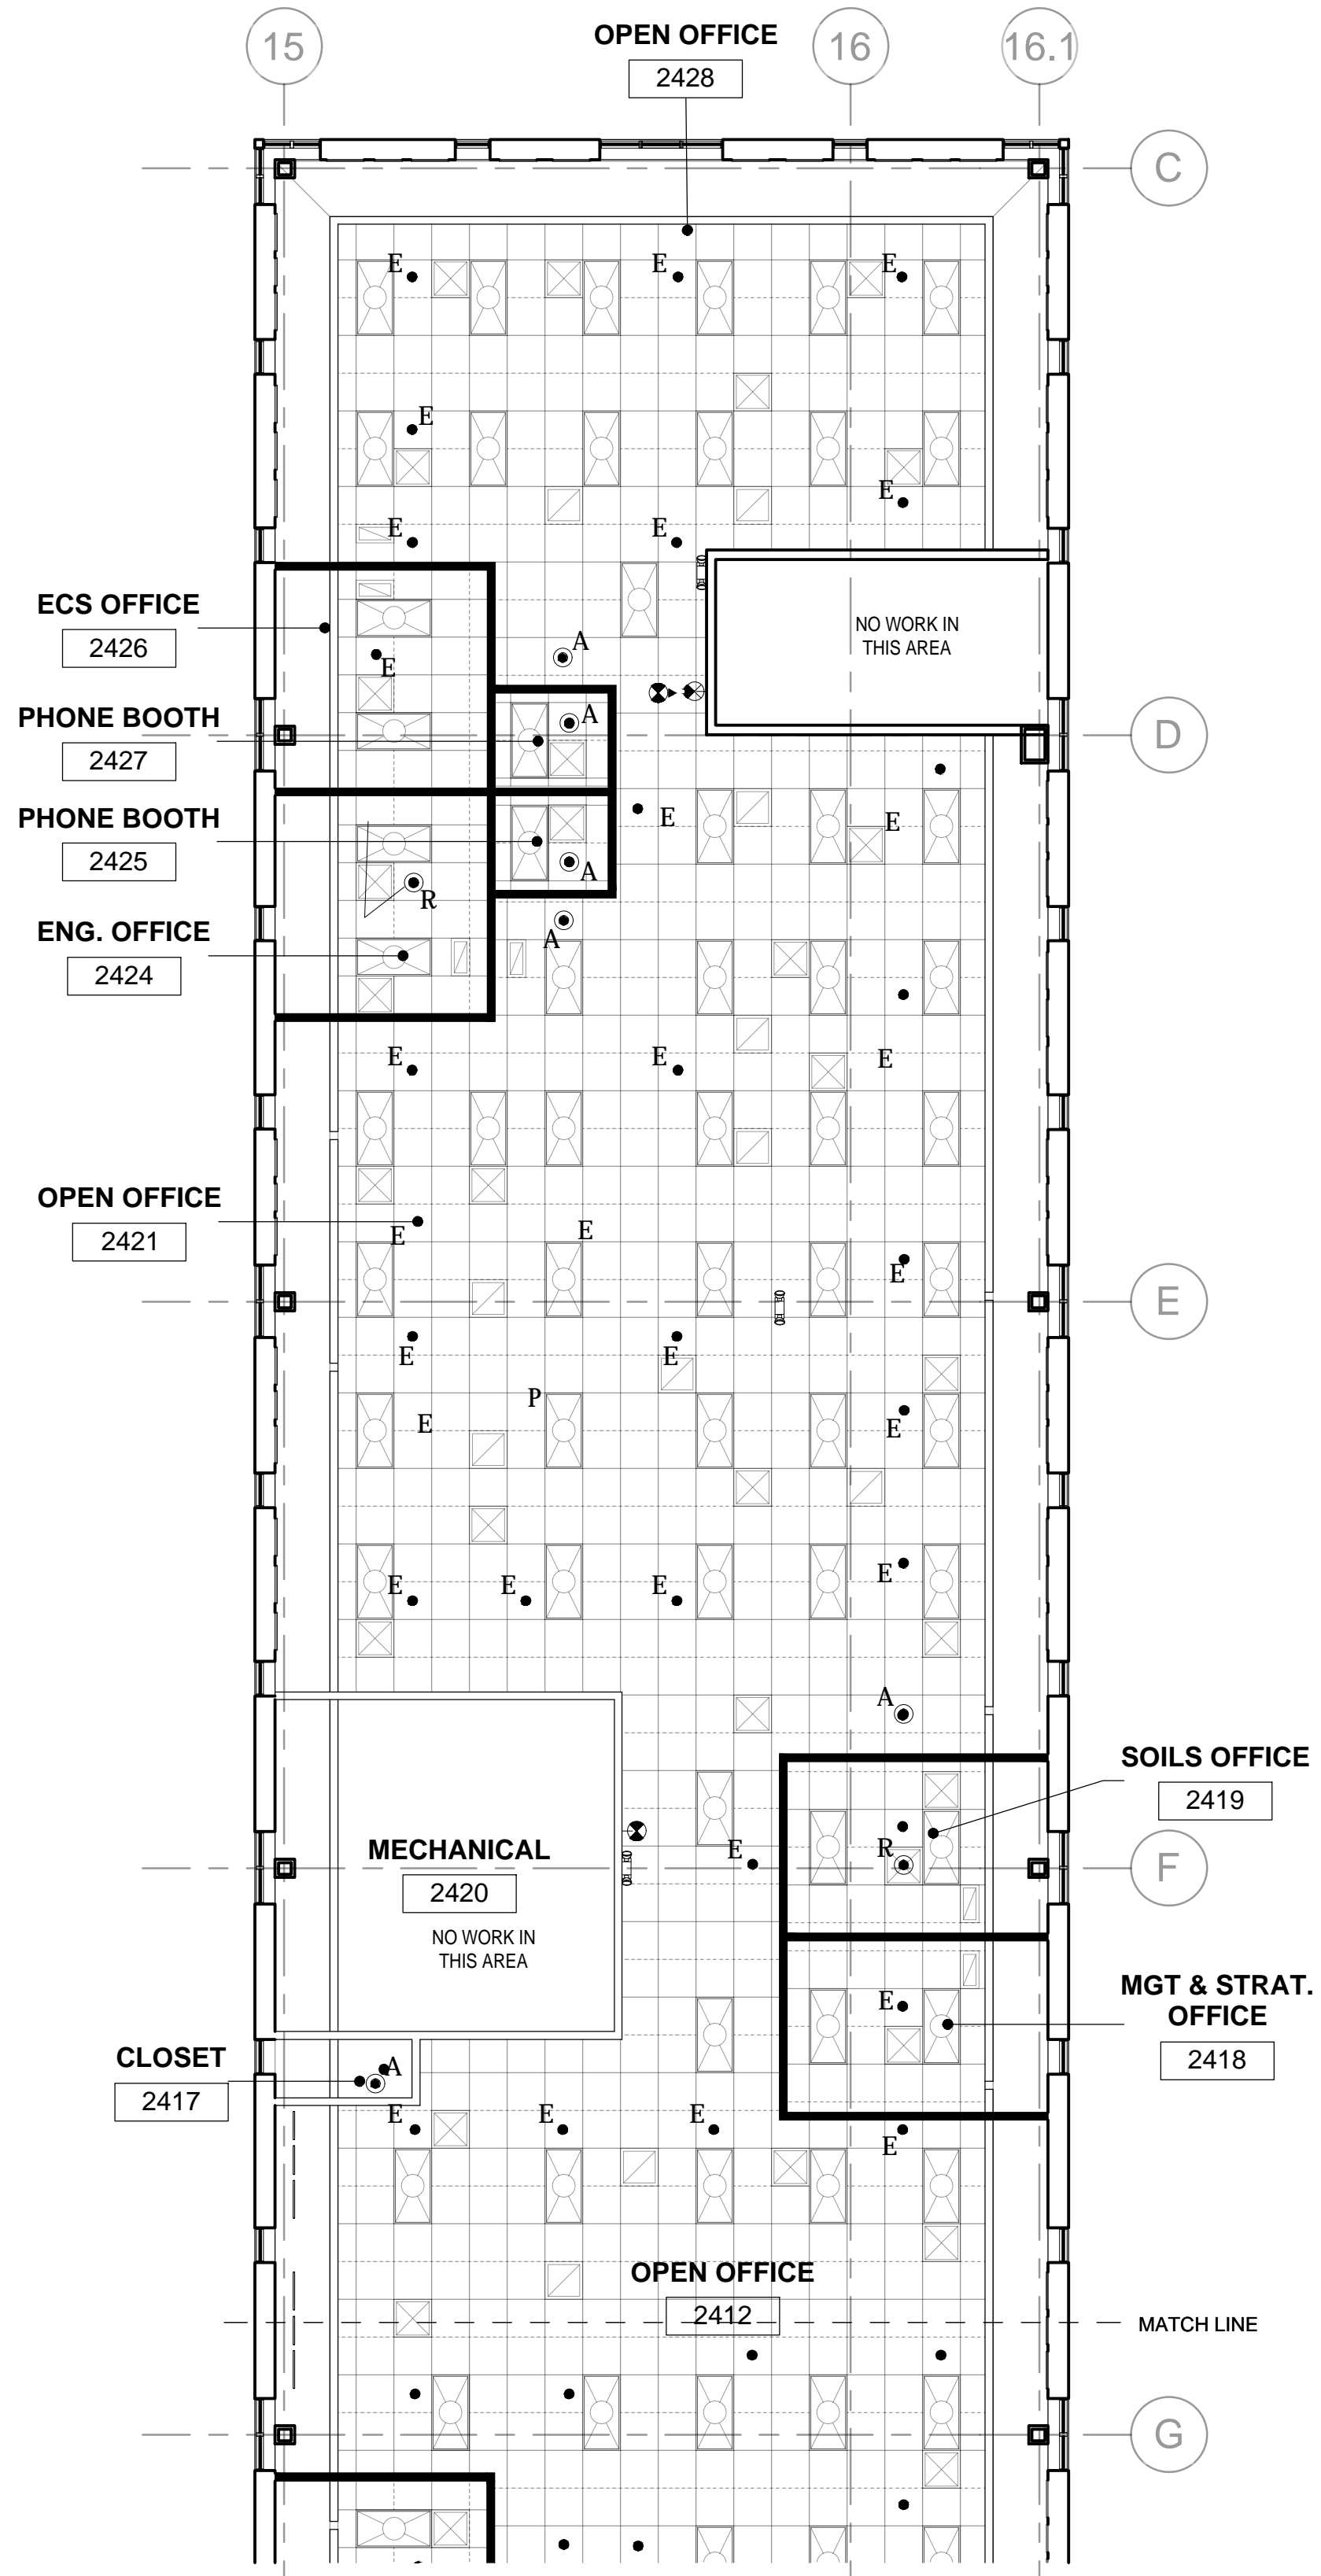 15
OPEN OFFICE
2428
16
16.1
C
E
E
E
E
E
E
E
ECS OFFICE
2426
NO WORK IN
THIS AREA
A
E
PHONE BOOTH
2427
A
D
PHONE BOOTH
2425
E
E
A
R
ENG. OFFICE
2424
A
E
E
E
OPEN OFFICE
2421
E
E
E
E
E
E
P
E
E
E
E
E
E
A
SOILS OFFICE
2419
MECHANICAL
2420
NO WORK IN
THIS AREA
E
R
F
MGT & STRAT.
OFFICE
2418
E
CLOSET
2417
A
E
E
E
E
OPEN OFFICE
2412
MATCH LINE
G